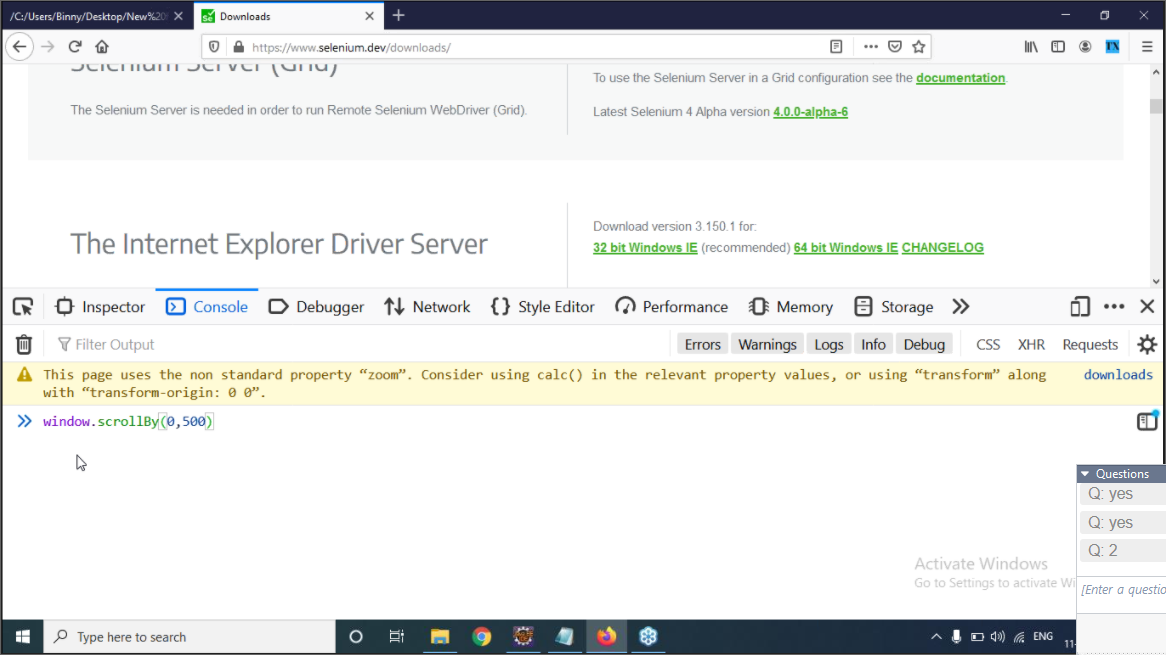 /C:/Users/Binny/Desktop/New%209
Downloads
https://www.selenium.dev/downloads/
Selenium Server (Grid)
To use the Selenium Server in a Grid configuration see the documentation.
The Selenium Server is needed in order to run Remote Selenium WebDriver (Grid).
Latest Selenium 4 Alpha version 4.0.0-alpha-6
Download version 3.150.1 for:
The Internet Explorer Driver Server
32 bit Windows IE (recommended) 64 bit Windows IE CHANGELOG
Inspector Console Debugger Network Style Editor Performance Memory Storage
Filter Output Errors Warnings Logs Info Debug CSS XHR Requests
This page uses the non standard property “zoom”. Consider using calc() in the relevant property values, or using “transform” along downloads
with “transform-origin: 0 0”.
window.scrollBy(0,500)
Questions
Q: yes
Q: yes
Q: 2
Activate Windows
Go to Settings to activate Wi
[Enter a questio
Type here to search
ENG
11-